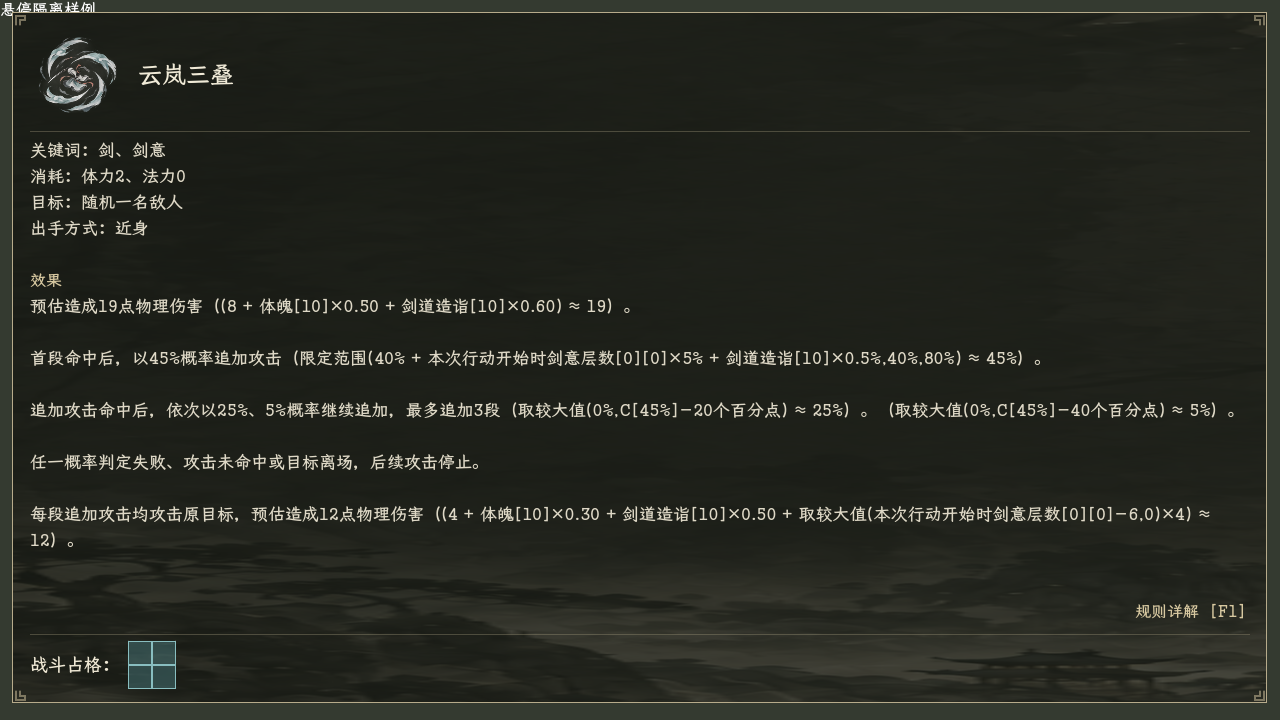 悬停隔离样例
云岚三叠
关键词：剑、剑意
消耗：体力2、法力0
目标：随机一名敌人
出手方式：近身
效果
预估造成19点物理伤害（(8 + 体魄[10]×0.50 + 剑道造诣[10]×0.60) ≈ 19）。
首段命中后，以45%概率追加攻击（限定范围(40% + 本次行动开始时剑意层数[0][0]×5% + 剑道造诣[10]×0.5%,40%,80%) ≈ 45%）。
追加攻击命中后，依次以25%、5%概率继续追加，最多追加3段（取较大值(0%,C[45%]−20个百分点) ≈ 25%）。（取较大值(0%,C[45%]−40个百分点) ≈ 5%）。
任一概率判定失败、攻击未命中或目标离场，后续攻击停止。
每段追加攻击均攻击原目标，预估造成12点物理伤害（(4 + 体魄[10]×0.30 + 剑道造诣[10]×0.50 + 取较大值(本次行动开始时剑意层数[0][0]−6,0)×4) ≈
12）。
规则详解 [F1]
战斗占格：